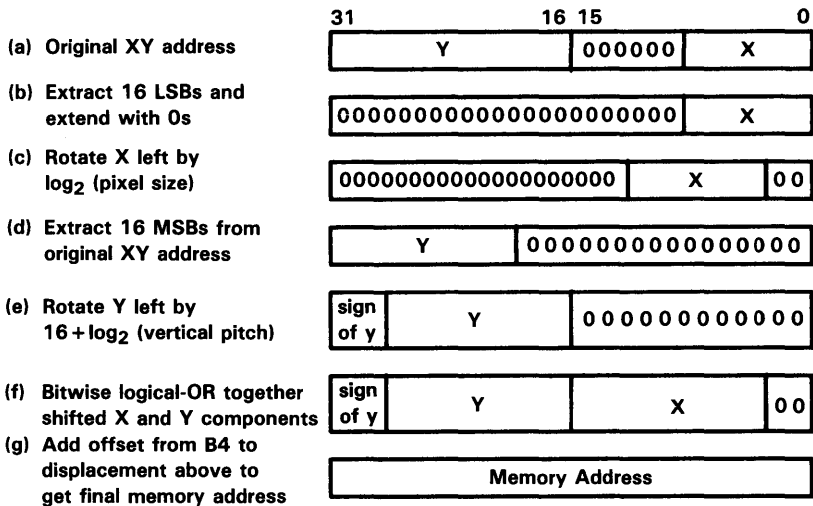 31 16 15 0
(a) Original XY address
Y 000000 X
(b) Extract 16 LSBs and
extend with 0s
0000000000000000000000 X
(c) Rotate X left by
log2 (pixel size)
00000000000000000000 X 00
(d) Extract 16 MSBs from
original XY address
Y 0000000000000000
(e) Rotate Y left by
16+log2 (vertical pitch)
sign
of y
Y 000000000000
(f) Bitwise logical-OR together
shifted X and Y components
sign
of y
Y X 00
(g) Add offset from B4 to
displacement above to
get final memory address
Memory Address